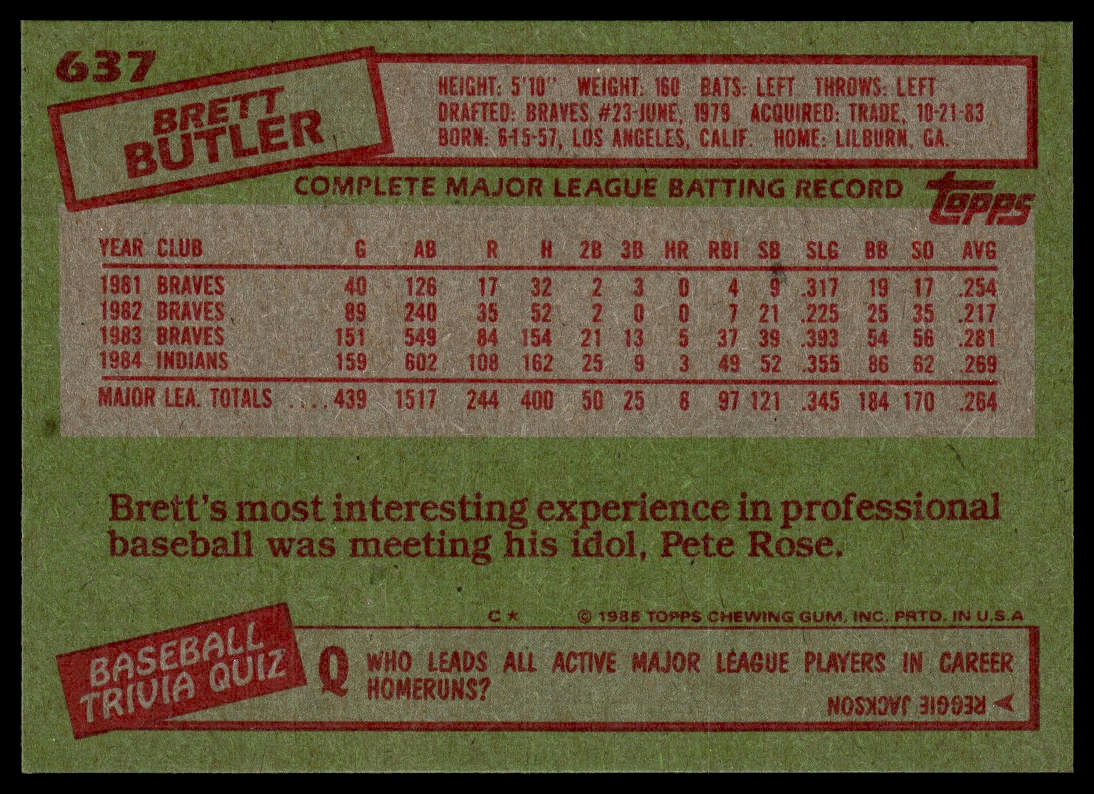 637
BRETT
BUTLER
HEIGHT: 5'10" WEIGHT: 160 BATS: LEFT THROWS: LEFT
DRAFTED: BRAVES #23-JUNE, 1979 ACQUIRED: TRADE, 10-21-83
BORN: 6-15-57, LOS ANGELES, CALIF. HOME: LILBURN, GA.
COMPLETE MAJOR LEAGUE BATTING RECORD
topps
YEAR CLUB G AB R H 2B 3B HR RBI SB SLG BB SO AVG
1981 BRAVES 40 126 17 32 2 3 0 4 9 .317 19 17 .254
1982 BRAVES 89 240 35 52 2 0 0 7 21 .225 25 35 .217
1983 BRAVES 151 549 84 154 21 13 5 37 39 .393 54 56 .281
1984 INDIANS 159 602 108 162 25 9 3 49 52 .355 86 62 .269
MAJOR LEA. TOTALS ....439 1517 244 400 50 25 8 97 121 .345 184 170 .264
Brett's most interesting experience in professional
baseball was meeting his idol, Pete Rose.
C * © 1985 TOPPS CHEWING GUM, INC. PRTD. IN U.S.A
BASEBALL
TRIVIA QUIZ
Q WHO LEADS ALL ACTIVE MAJOR LEAGUE PLAYERS IN CAREER
HOMERUNS?
REGGIE JACKSON